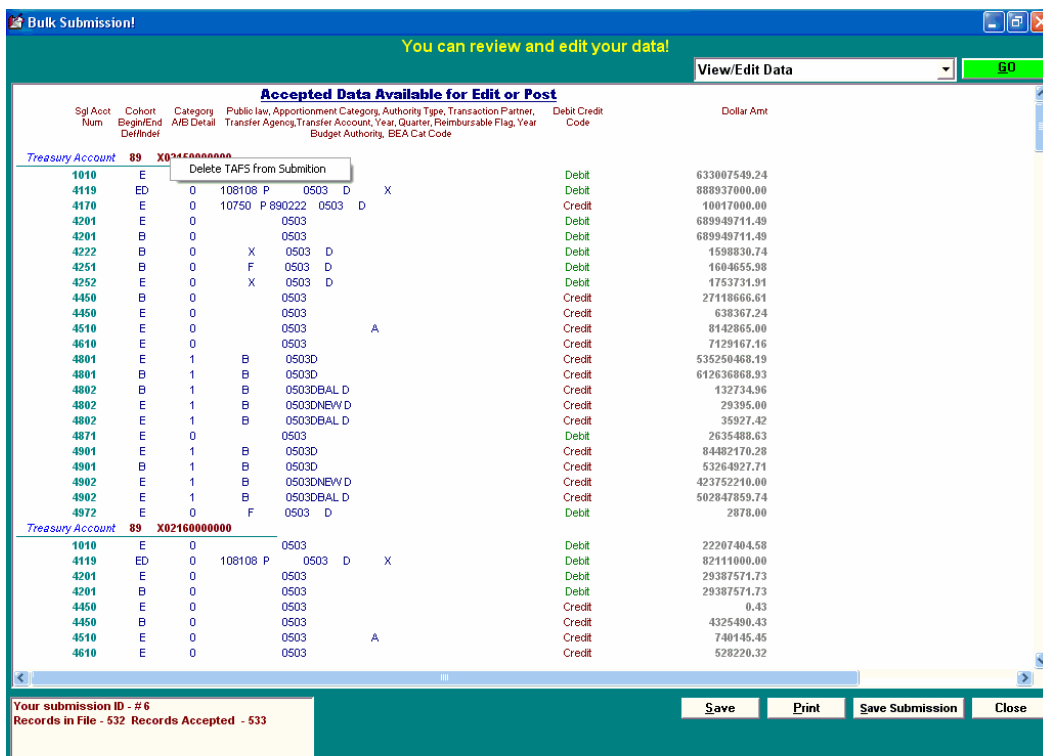 Bulk Submission!
You can review and edit your data!
View/Edit Data GO
Accepted Data Available for Edit or Post
Sgl Acct Cohort Category Public law, Apportionment Category, Authority Type, Transaction Partner, Debit Credit Dollar Amt
Num Begin/End A/B Detail Transfer Agency,Transfer Account, Year, Quarter, Reimbursable Flag, Year Code
Def/Indef Budget Authority, BEA Cat Code
Treasury Account 89 X02150000000
Delete TAFS from Submition
1010 E Debit 633007549.24
4119 ED 0 108108 P 0503 D X Debit 888937000.00
4170 E 0 10750 P 890222 0503 D Credit 10017000.00
4201 E 0 0503 Debit 689949711.49
4201 B 0 0503 Debit 689949711.49
4222 B 0 X 0503 D Debit 1598830.74
4251 B 0 F 0503 D Debit 1604655.98
4252 E 0 X 0503 D Debit 1753731.91
4450 B 0 0503 Credit 27118666.61
4450 E 0 0503 Credit 638367.24
4510 E 0 0503 A Credit 8142865.00
4610 E 0 0503 Credit 7129167.16
4801 E 1 B 0503D Credit 535250468.19
4801 B 1 B 0503D Credit 612636868.93
4802 B 1 B 0503DBAL D Credit 132734.96
4802 E 1 B 0503DNEW D Credit 29395.00
4802 E 1 B 0503DBAL D Credit 35927.42
4871 E 0 0503 Debit 2635488.63
4901 E 1 B 0503D Credit 84482170.28
4901 B 1 B 0503D Credit 53264927.71
4902 E 1 B 0503DNEW D Credit 423752210.00
4902 E 1 B 0503DBAL D Credit 502847859.74
4972 E 0 F 0503 D Debit 2878.00
Treasury Account 89 X02160000000
1010 E 0 0503 Debit 22207404.58
4119 ED 0 108108 P 0503 D X Debit 82111000.00
4201 E 0 0503 Debit 29387571.73
4201 B 0 0503 Debit 29387571.73
4450 E 0 0503 Credit 0.43
4450 B 0 0503 Credit 4325490.43
4510 E 0 0503 A Credit 740145.45
4610 E 0 0503 Credit 528220.32
Your submission ID - # 6
Records in File - 532 Records Accepted - 533
Save Print Save Submission Close